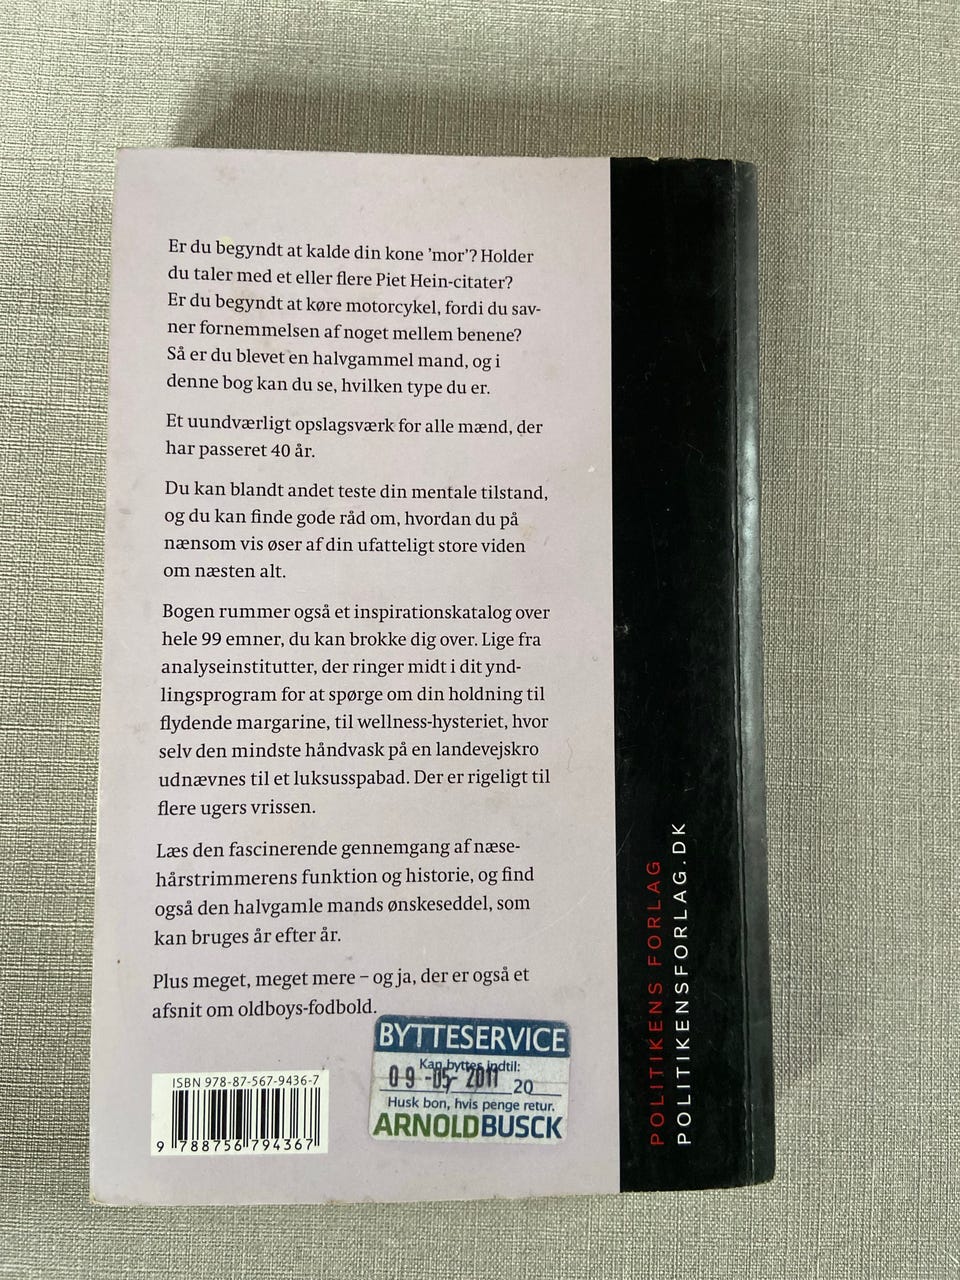 Er du begyndt at kalde din kone 'mor'? Holder
du taler med et eller flere Piet Hein-citater?
Er du begyndt at køre motorcykel, fordi du sav-
ner fornemmelsen af noget mellem benene?
Så er du blevet en halvgammel mand, og i
denne bog kan du se, hvilken type du er.
Et uundværligt opslagsværk for alle mænd, der
har passeret 40 år.
Du kan blandt andet teste din mentale tilstand,
og du kan finde gode råd om, hvordan du på
nænsom vis øser af din ufatteligt store viden
om næsten alt.
Bogen rummer også et inspirationskatalog over
hele 99 emner, du kan brokke dig over. Lige fra
analyseinstitutter, der ringer midt i dit ynd-
lingsprogram for at spørge om din holdning til
flydende margarine, til wellness-hysteriet, hvor
selv den mindste håndvask på en landevejskro
udnævnes til et luksusspabad. Der er rigeligt til
flere ugers vrissen.
Læs den fascinerende gennemgang af næse-
hårstrimmerens funktion og historie, og find
også den halvgamle mands ønskeseddel, som
kan bruges år efter år.
Plus meget, meget mere – og ja, der er også et
afsnit om oldboys-fodbold.
BYTTESERVICE
Kan byttes indtil:
09 -05- 2011 20
Husk bon, hvis penge retur.
ARNOLD BUSCK
ISBN 978-87-567-9436-7
9 788756 794367
POLITIKENS FORLAG
POLITIKENSFORLAG.DK